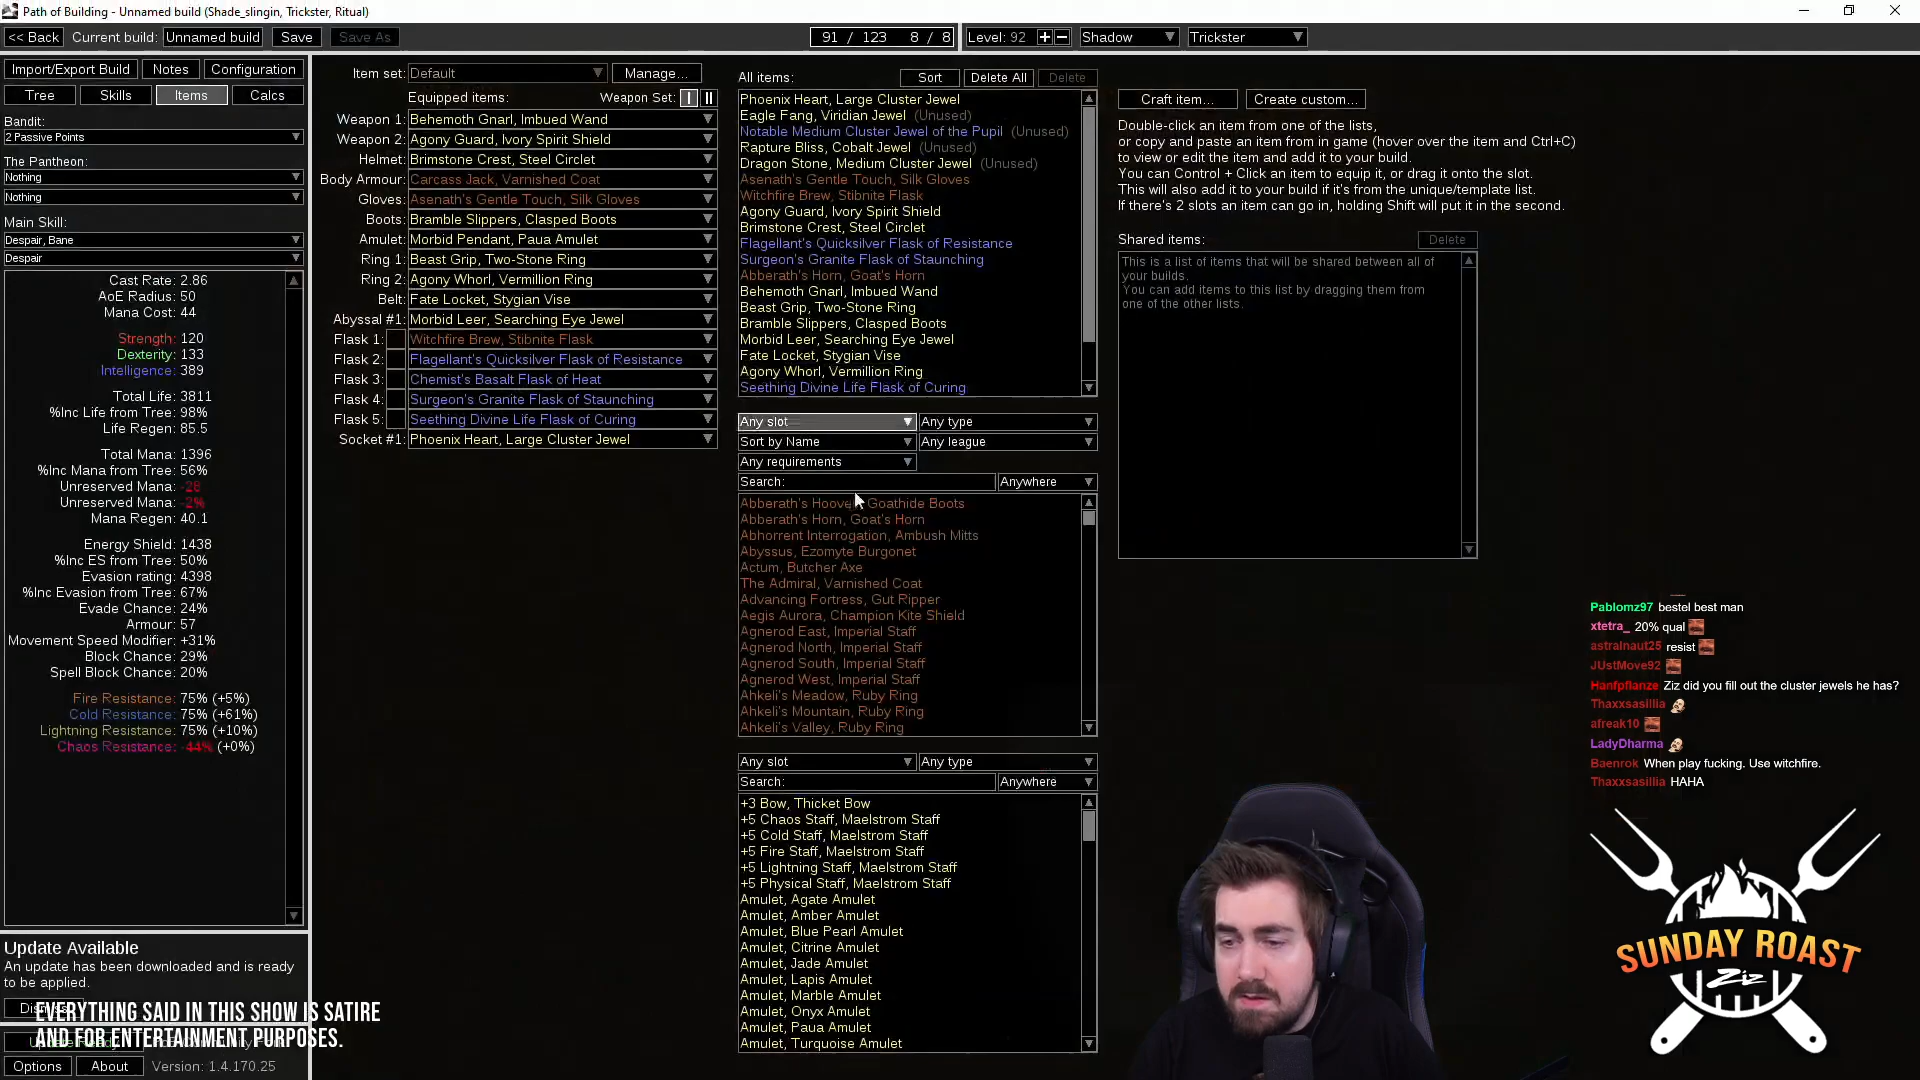 Path of Building - Unnamed build (Shade_slingin, Trickster, Ritual)
<< Back
Current build:
Unnamed build
Save
Save As
91 / 123 8 / 8
Level: 92
Shadow
Trickster
Import/Export Build
Notes
Configuration
Tree
Skills
Items
Calcs
Bandit:
2 Passive Points
The Pantheon:
Nothing
Nothing
Main Skill:
Despair, Bane
Despair
Cast Rate: 2.86
AoE Radius: 50
Mana Cost: 44
Strength: 120
Dexterity: 133
Intelligence: 389
Total Life: 3811
%Inc Life from Tree: 98%
Life Regen: 85.5
Total Mana: 1396
%Inc Mana from Tree: 56%
Unreserved Mana: -28
Unreserved Mana: -2%
Mana Regen: 40.1
Energy Shield: 1438
%Inc ES from Tree: 50%
Evasion rating: 4398
%Inc Evasion from Tree: 67%
Evade Chance: 24%
Armour: 57
Movement Speed Modifier: +31%
Block Chance: 29%
Spell Block Chance: 20%
Fire Resistance: 75% (+5%)
Cold Resistance: 75% (+61%)
Lightning Resistance: 75% (+10%)
Chaos Resistance: -44% (+0%)
Update Available
An update has been downloaded and is ready
to be applied.
EVERYTHING SAID IN THIS SHOW IS SATIRE
AND FOR ENTERTAINMENT PURPOSES.
Options
About
Version: 1.4.170.25
Item set:
Default
Manage...
Equipped items:
Weapon Set:
I
II
Weapon 1: Behemoth Gnarl, Imbued Wand
Weapon 2: Agony Guard, Ivory Spirit Shield
Helmet: Brimstone Crest, Steel Circlet
Body Armour: Carcass Jack, Varnished Coat
Gloves: Asenath's Gentle Touch, Silk Gloves
Boots: Bramble Slippers, Clasped Boots
Amulet: Morbid Pendant, Paua Amulet
Ring 1: Beast Grip, Two-Stone Ring
Ring 2: Agony Whorl, Vermillion Ring
Belt: Fate Locket, Stygian Vise
Abyssal #1: Morbid Leer, Searching Eye Jewel
Flask 1: Witchfire Brew, Stibnite Flask
Flask 2: Flagellant's Quicksilver Flask of Resistance
Flask 3: Chemist's Basalt Flask of Heat
Flask 4: Surgeon's Granite Flask of Staunching
Flask 5: Seething Divine Life Flask of Curing
Socket #1: Phoenix Heart, Large Cluster Jewel
All items:
Sort
Delete All
Delete
Phoenix Heart, Large Cluster Jewel
Eagle Fang, Viridian Jewel (Unused)
Notable Medium Cluster Jewel of the Pupil (Unused)
Rapture Bliss, Cobalt Jewel (Unused)
Dragon Stone, Medium Cluster Jewel (Unused)
Asenath's Gentle Touch, Silk Gloves
Witchfire Brew, Stibnite Flask
Agony Guard, Ivory Spirit Shield
Brimstone Crest, Steel Circlet
Flagellant's Quicksilver Flask of Resistance
Surgeon's Granite Flask of Staunching
Abberath's Horn, Goat's Horn
Behemoth Gnarl, Imbued Wand
Beast Grip, Two-Stone Ring
Bramble Slippers, Clasped Boots
Morbid Leer, Searching Eye Jewel
Fate Locket, Stygian Vise
Agony Whorl, Vermillion Ring
Seething Divine Life Flask of Curing
Any slot
Any type
Sort by Name
Any league
Any requirements
Search:
Anywhere
Abberath's Hoove Goathide Boots
Abberath's Horn, Goat's Horn
Abhorrent Interrogation, Ambush Mitts
Abyssus, Ezomyte Burgonet
Actum, Butcher Axe
The Admiral, Varnished Coat
Advancing Fortress, Gut Ripper
Aegis Aurora, Champion Kite Shield
Agnerod East, Imperial Staff
Agnerod North, Imperial Staff
Agnerod South, Imperial Staff
Agnerod West, Imperial Staff
Ahkeli's Meadow, Ruby Ring
Ahkeli's Mountain, Ruby Ring
Ahkeli's Valley, Ruby Ring
Any slot
Any type
Search:
Anywhere
+3 Bow, Thicket Bow
+5 Chaos Staff, Maelstrom Staff
+5 Cold Staff, Maelstrom Staff
+5 Fire Staff, Maelstrom Staff
+5 Lightning Staff, Maelstrom Staff
+5 Physical Staff, Maelstrom Staff
Amulet, Agate Amulet
Amulet, Amber Amulet
Amulet, Blue Pearl Amulet
Amulet, Citrine Amulet
Amulet, Jade Amulet
Amulet, Lapis Amulet
Amulet, Marble Amulet
Amulet, Onyx Amulet
Amulet, Paua Amulet
Amulet, Turquoise Amulet
Craft item...
Create custom...
Double-click an item from one of the lists,
or copy and paste an item from in game (hover over the item and Ctrl+C)
to view or edit the item and add it to your build.
You can Control + Click an item to equip it, or drag it onto the slot.
This will also add it to your build if it's from the unique/template list.
If there's 2 slots an item can go in, holding Shift will put it in the second.
Shared items:
Delete
This is a list of items that will be shared between all of
your builds.
You can add items to this list by dragging them from
one of the other lists.
Pablomz97 bestel best man
xtetra_ 20% qual
astralnaut25 resist
JUstMove92
Hanfpflanze Ziz did you fill out the cluster jewels he has?
Thaxxsasillia
afreak10
LadyDharma
Baenrok When play fucking. Use witchfire.
Thaxxsasillia HAHA
SUNDAY ROAST
Ziz